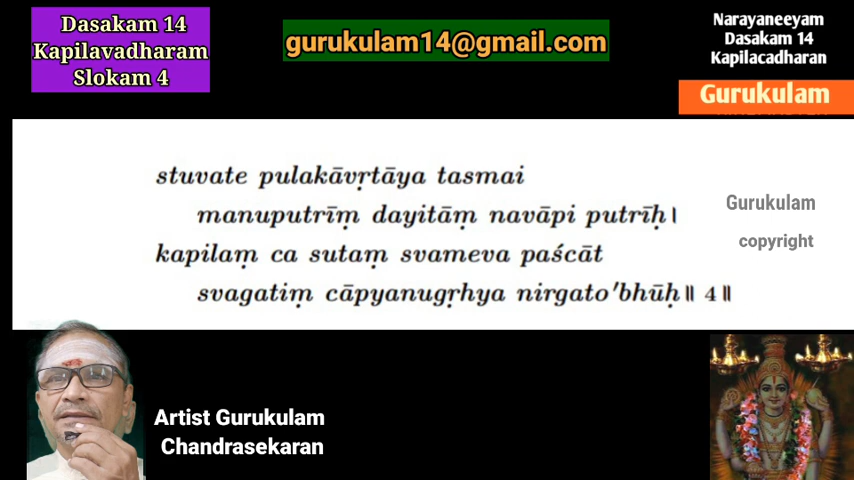 Dasakam 14
Kapilavadharam
Slokam 4
gurukulam14@gmail.com
Narayaneeyam
Dasakam 14
Kapilacadharan
Gurukulam
stuvate pulakāvṛtāya tasmai
manuputrīṃ dayitāṃ navāpi putrīḥ।
kapilaṃ ca sutaṃ svameva paścāt
svagatiṃ cāpyanugṛhya nirgato'bhūḥ॥ 4॥
Gurukulam
copyright
Artist Gurukulam
Chandrasekaran